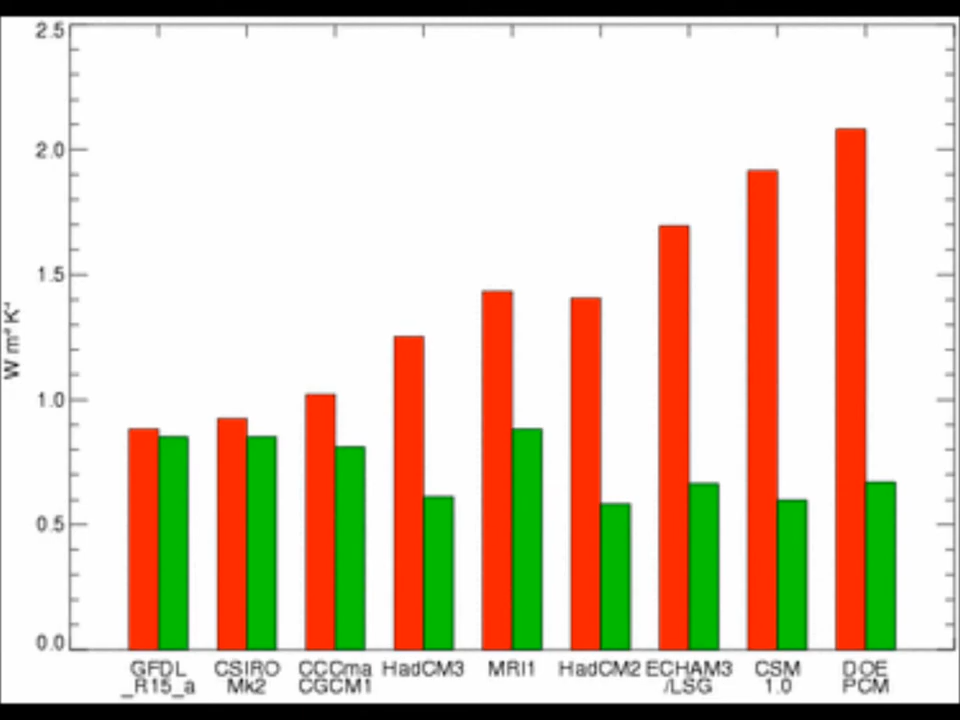 2.5
2.0
1.5
1.0
0.5
0.0
W m⁻² K⁻¹
GFDL
_R15_a
CSIRO
Mk2
CCCma
CGCM1
HadCM3
MRI1
HadCM2
ECHAM3
/LSG
CSM
1.0
DOE
PCM